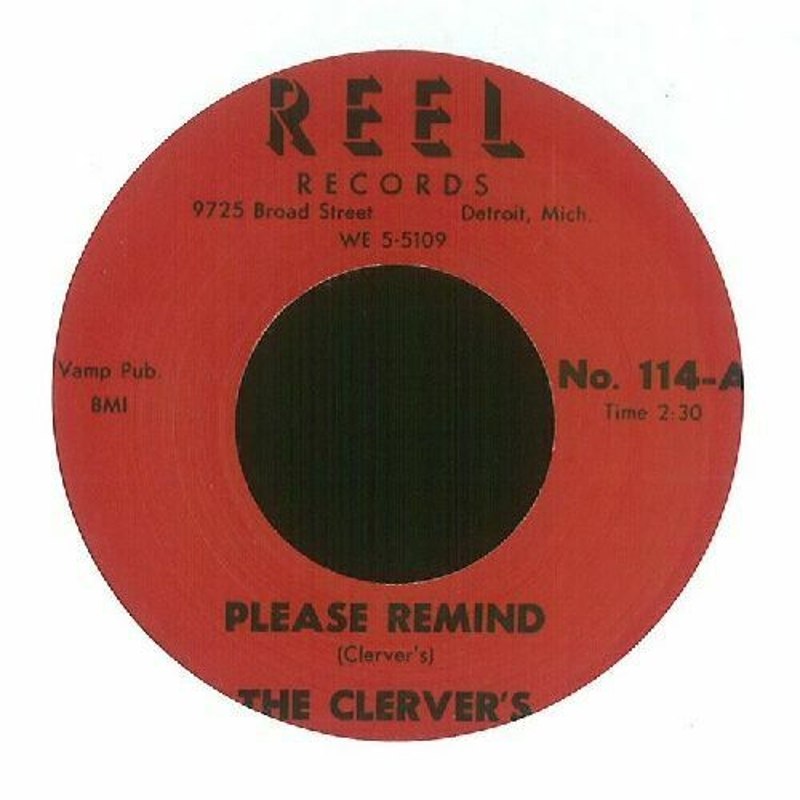 REEL
RECORDS
9725 Broad Street Detroit, Mich.
WE 5-5109
Vamp Pub.
BMI
No. 114-A
Time 2:30
PLEASE REMIND
(Clerver's)
THE CLERVER'S